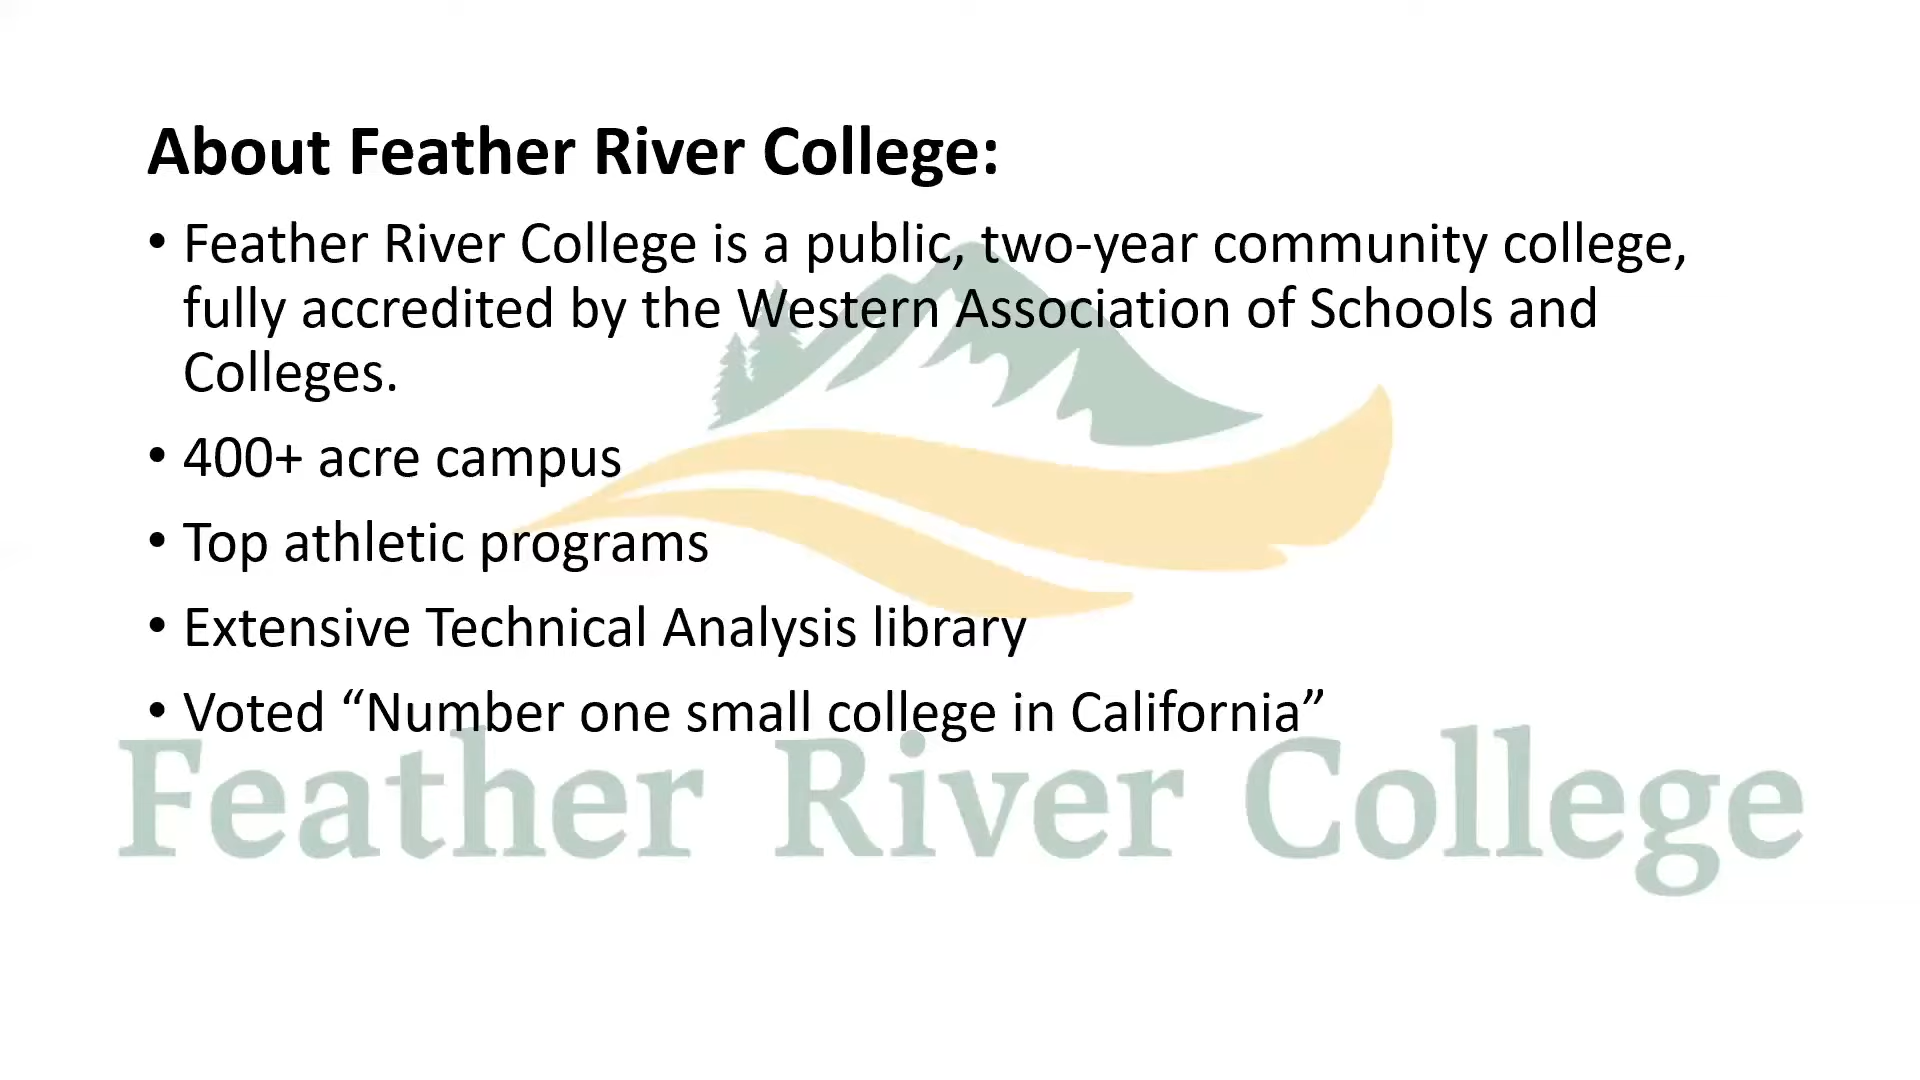 About Feather River College:
• Feather River College is a public, two-year community college,
fully accredited by the Western Association of Schools and
Colleges.
• 400+ acre campus
• Top athletic programs
• Extensive Technical Analysis library
• Voted “Number one small college in California”
Feather River College